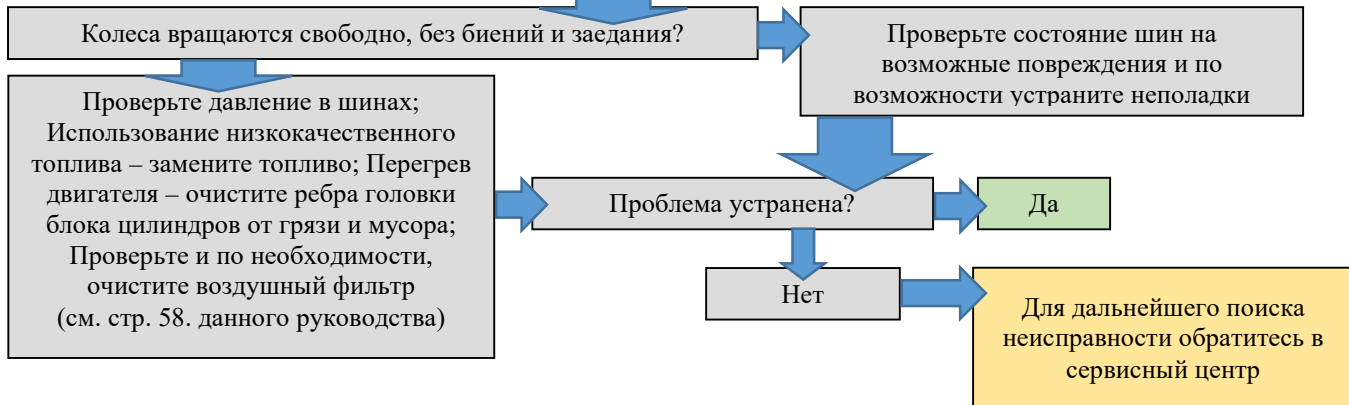 Колеса вращаются свободно, без биений и заедания?
Проверьте состояние шин на
возможные повреждения и по
возможности устраните неполадки
Проверьте давление в шинах;
Использование низкокачественного
топлива – замените топливо; Перегрев
двигателя – очистите ребра головки
блока цилиндров от грязи и мусора;
Проверьте и по необходимости,
очистите воздушный фильтр
(см. стр. 58. данного руководства)
Проблема устранена?
Да
Нет
Для дальнейшего поиска
неисправности обратитесь в
сервисный центр